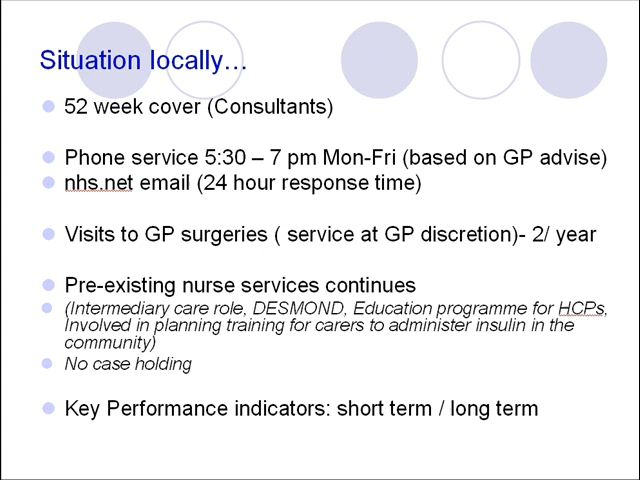 Situation locally...
52 week cover (Consultants)
Phone service 5:30 – 7 pm Mon-Fri (based on GP advise)
nhs.net email (24 hour response time)
Visits to GP surgeries ( service at GP discretion)- 2/ year
Pre-existing nurse services continues
(Intermediary care role, DESMOND, Education programme for HCPs,
Involved in planning training for carers to administer insulin in the
community)
No case holding
Key Performance indicators: short term / long term